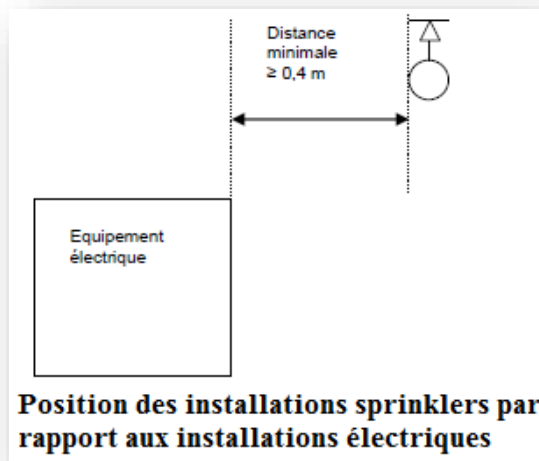 Distance
minimale
≥ 0,4 m
Equipement
électrique
Position des installations sprinklers par
rapport aux installations électriques